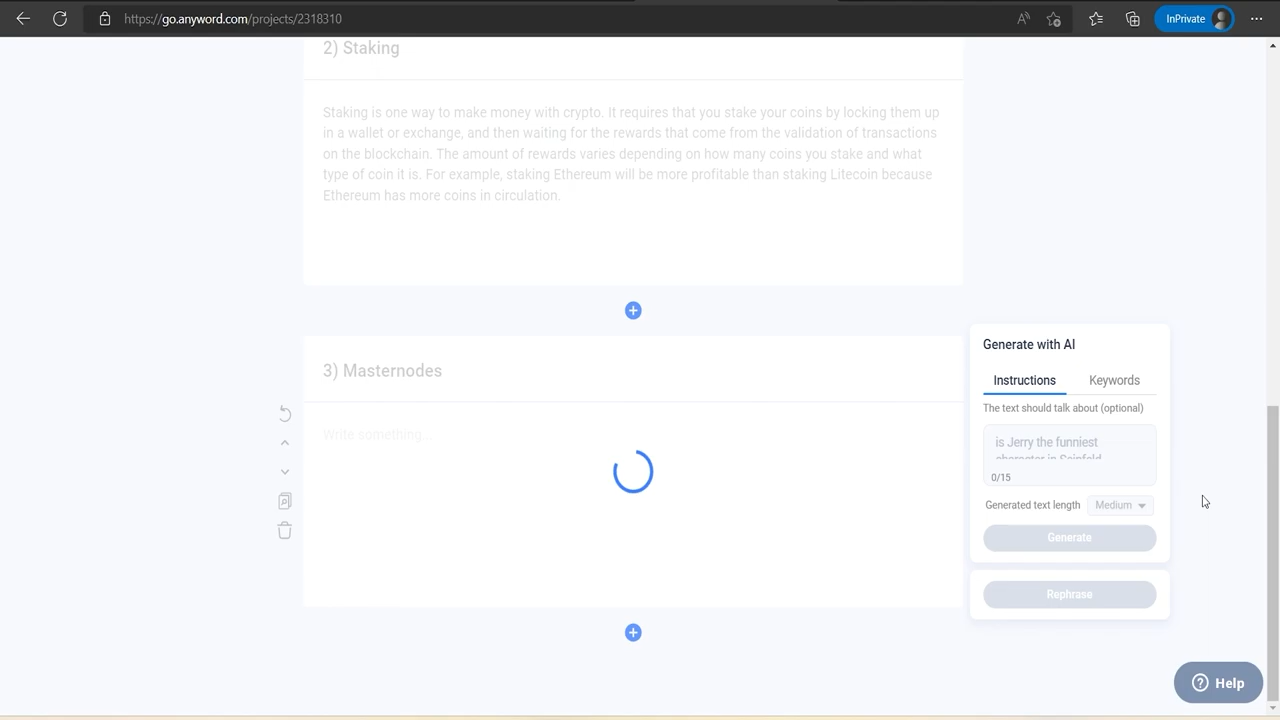 https://go.anyword.com/projects/2318310
InPrivate
2) Staking
Staking is one way to make money with crypto. It requires that you stake your coins by locking them up
in a wallet or exchange, and then waiting for the rewards that come from the validation of transactions
on the blockchain. The amount of rewards varies depending on how many coins you stake and what
type of coin it is. For example, staking Ethereum will be more profitable than staking Litecoin because
Ethereum has more coins in circulation.
3) Masternodes
Write something...
Generate with AI
Instructions Keywords
The text should talk about (optional)
is Jerry the funniest
character in Seinfeld
0/15
Generated text length Medium
Generate
Rephrase
Help